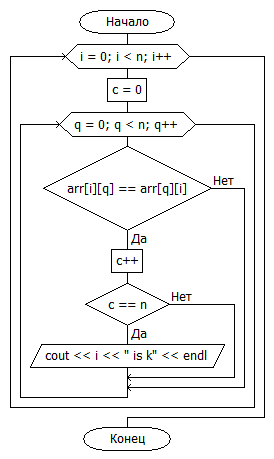 Начало
i = 0; i < n; i++
c = 0
q = 0; q < n; q++
arr[i][q] == arr[q][i]
Нет
Да
c++
c == n
Нет
Да
cout << i << " is k" << endl
Конец